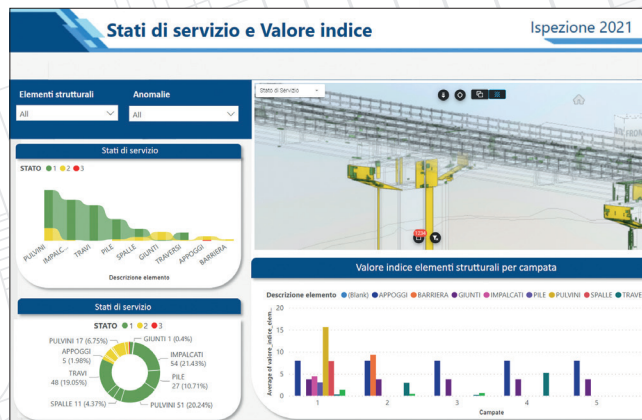 Stati di servizio e Valore indice
Ispezione 2021
Elementi strutturali
Anomalie
All
All
Stato di Servizio
Stati di servizio
STATO 1 2 3
PULVINI
IMPALC...
TRAVI
PILE
SPALLE
GIUNTI
TRAVERSI
APPOGGI
BARRIERA
Descrizione elemento
Stati di servizio
STATO 1 2 3
PULVINI 17 (6.75%)
GIUNTI 1 (0.4%)
APPOGGI
5 (1.98%)
IMPALCATI
54 (21.43%)
TRAVI
48 (19.05%)
PILE
27 (10.71%)
SPALLE 11 (4.37%)
PULVINI 51 (20.24%)
FRON
Valore indice elementi strutturali per campata
Descrizione elemento (Blank) APPOGGI BARRIERA GIUNTI IMPALCATI PILE PULVINI SPALLE TRAVE
Average of valore_indice_elem...
20
15
10
5
0
1 2 3 4 5
Campate